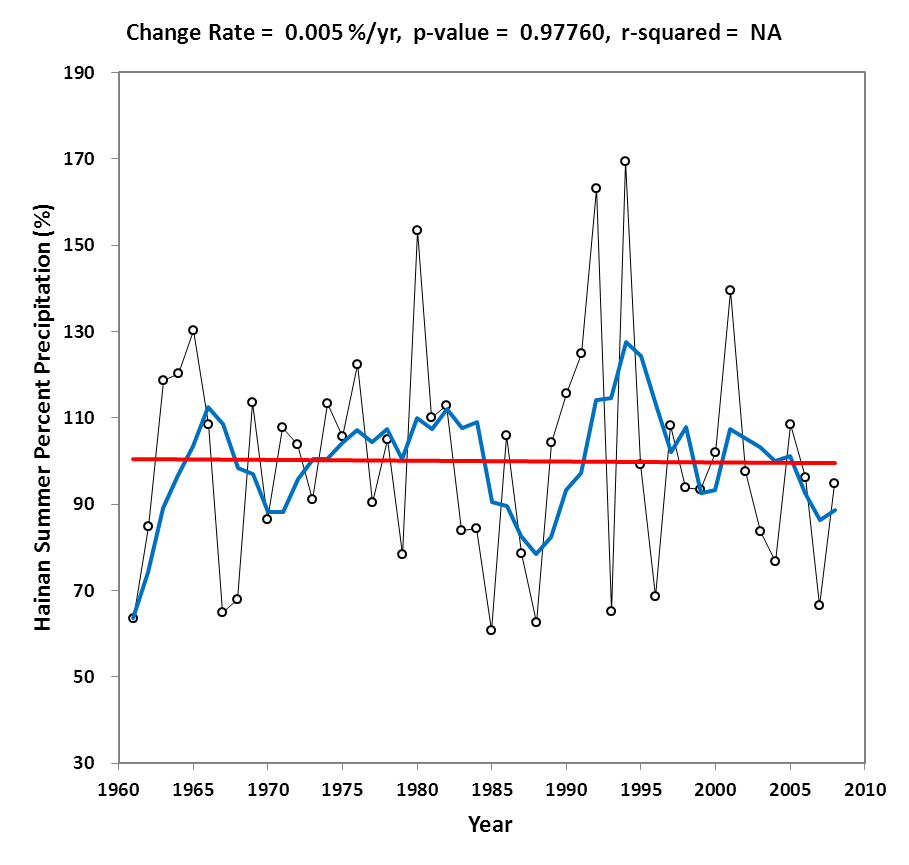 Change Rate = 0.005 %/yr, p-value = 0.97760, r-squared = NA
Hainan Summer Percent Precipitation (%)
190
170
150
130
110
90
70
50
30
1960 1965 1970 1975 1980 1985 1990 1995 2000 2005 2010
Year